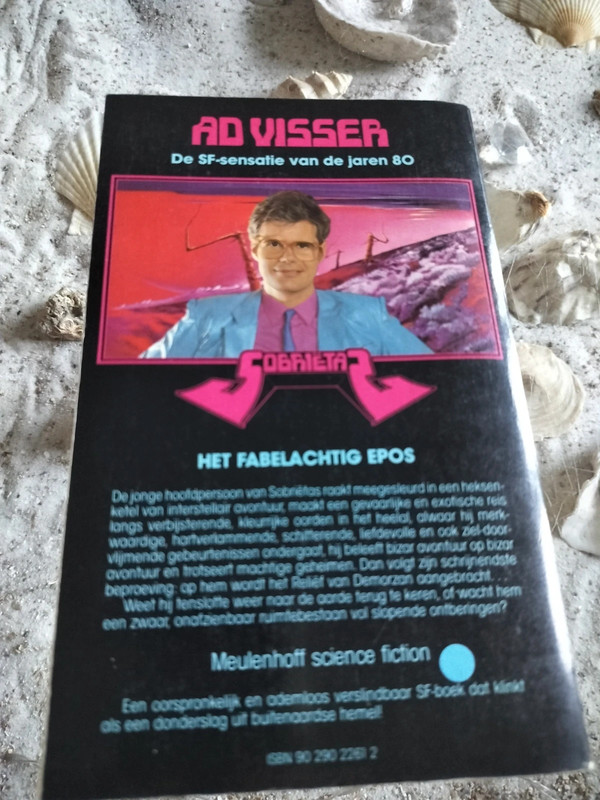 AD VISSER
De SF-sensatie van de jaren 80
SOBRIETAS
HET FABELACHTIG EPOS
De jonge hoofdpersoon van Sobriëtas raakt meegesleurd in een heksen-
ketel van interstellair avontuur, maakt een gevaarlijke en exotische reis
langs verbijsterende, kleurrijke oorden in het heelal, alwaar hij merk-
waardige, hartverlammende, schifterende, liefdevolle en ook ziel-door-
vlijmende gebeurtenissen ondergaat, hij beleeft bizar avontuur op bizar
avontuur en trotseert machtige geheimen. Dan volgt zijn schrijnendste
beproeving: op hem wordt het Reliëf van Demorzan aangebracht. . .
Weet hij tenslotte weer naar de aarde terug te keren, of wacht hem
een zwaar, onafzienbaar ruimtebestaan vol slopende ontberingen?
Meulenhoff science fiction
Een oorspronkelijk en ademloos verslindbaar SF-boek dat klinkt
als een donderslag uit buitenaardse hemel!
ISBN 90 290 2261 2